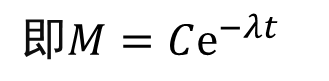 即M = Ce^{-λt}